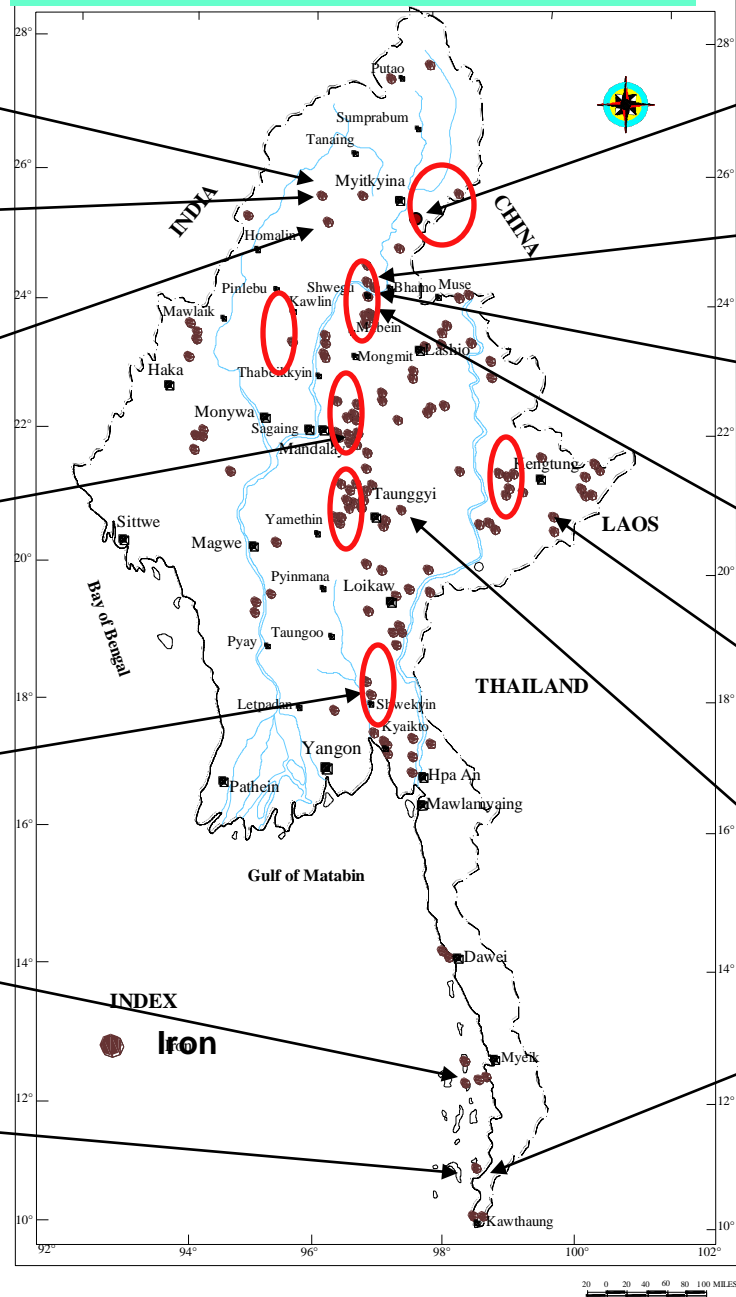 28°
28°
Putao
Sumprabum
Tanaing
26°
26°
Myitkyina
INDIA
CHINA
Homalin
Pinlebu
Shwegu
Bhamo
Muse
24°
24°
Kawlin
Mawlaik
Mabein
Lashio
Mongmit
Haka
Thabeikkyin
Monywa
22°
22°
Sagaing
Mandalay
Kengtung
Taunggyi
Sittwe
Yamethin
LAOS
Magwe
20°
20°
Pyinmana
Loikaw
Bay of Bengal
Taungoo
Pyay
THAILAND
18°
18°
Letpadan
Shwekyin
Kyaikto
Yangon
Hpa An
Pathein
Mawlamyaing
16°
16°
Gulf of Matabin
14°
14°
Dawei
INDEX
Iron
Iron
Myeik
12°
12°
10°
10°
Kawthaung
92°
94°
96°
98°
100°
102°
20 0 20 40 60 80 100 MILES